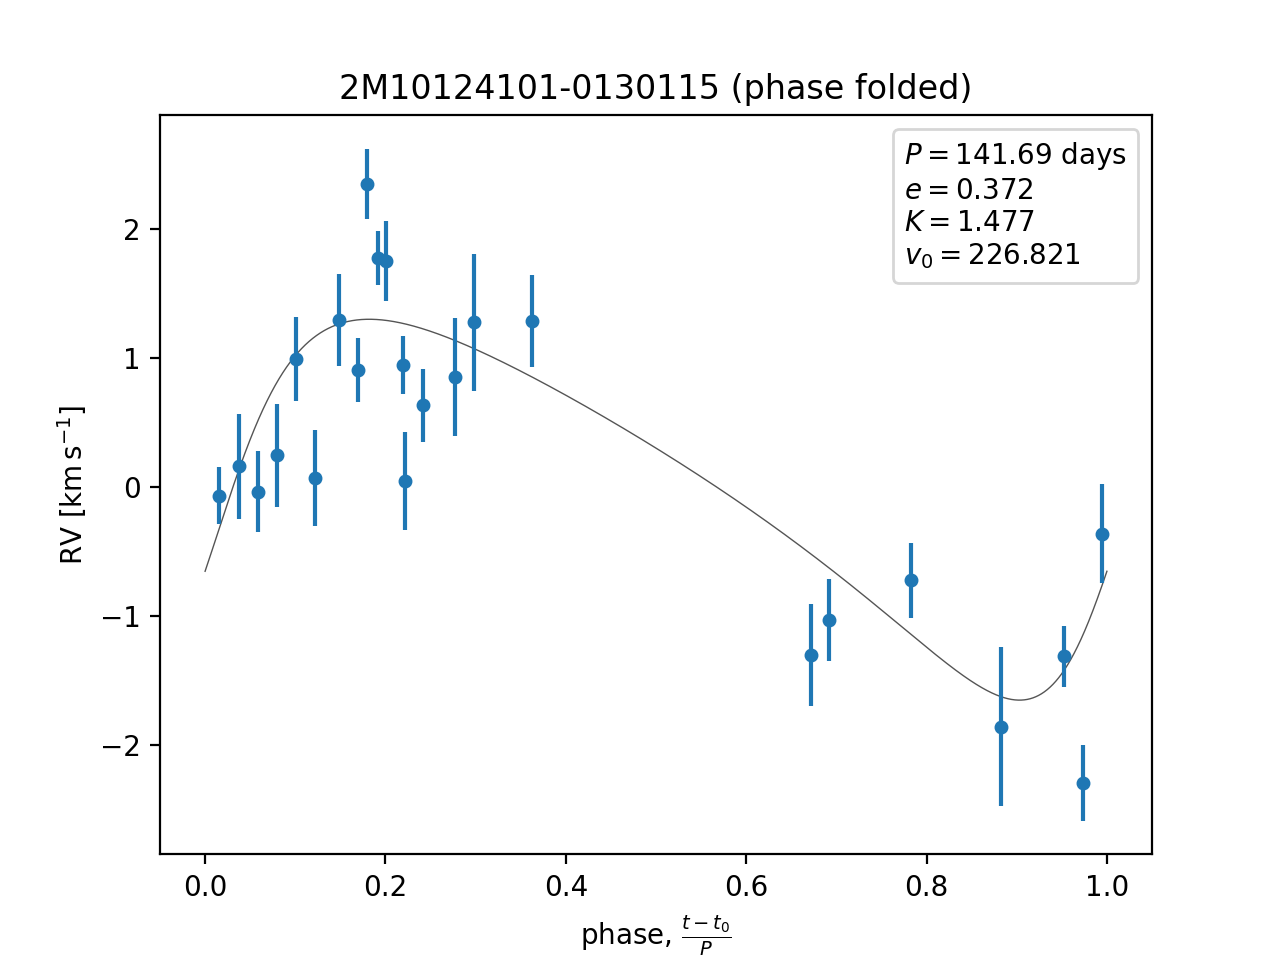 2M10124101-0130115 (phase folded)
P = 141.69 days
e = 0.372
K = 1.477
v₀ = 226.821
RV [km s⁻¹]
2
1
0
−1
−2
0.0 0.2 0.4 0.6 0.8 1.0
phase, (t − t₀)/P